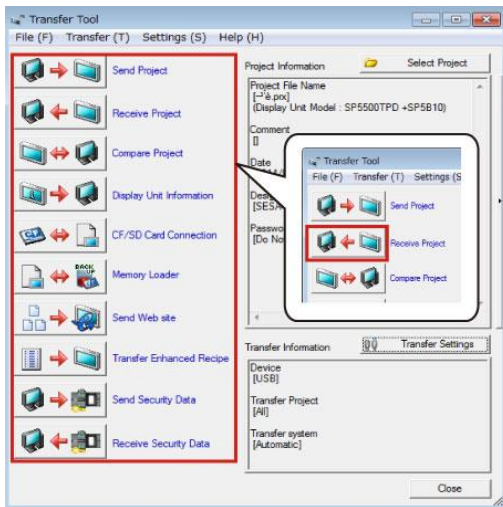 Transfer Tool
File (F) Transfer (T) Settings (S) Help (H)
Send Project
Receive Project
Compare Project
Display Unit Information
CF/SD Card Connection
Memory Loader
Send Web site
Transfer Enhanced Recipe
Send Security Data
Receive Security Data
Project Information
Select Project
Project File Name
(Display Unit Model : SP5500TPD +SP5B10)
Comment
[]
Date
[SESA
Passwo
[Do No
Transfer Tool
File (F) Transfer (T) Settings (S
Send Project
Receive Project
Compare Project
Transfer Information
Transfer Settings
Device
[USB]
Transfer Project
[All]
Transfer system
[Automatic]
Close